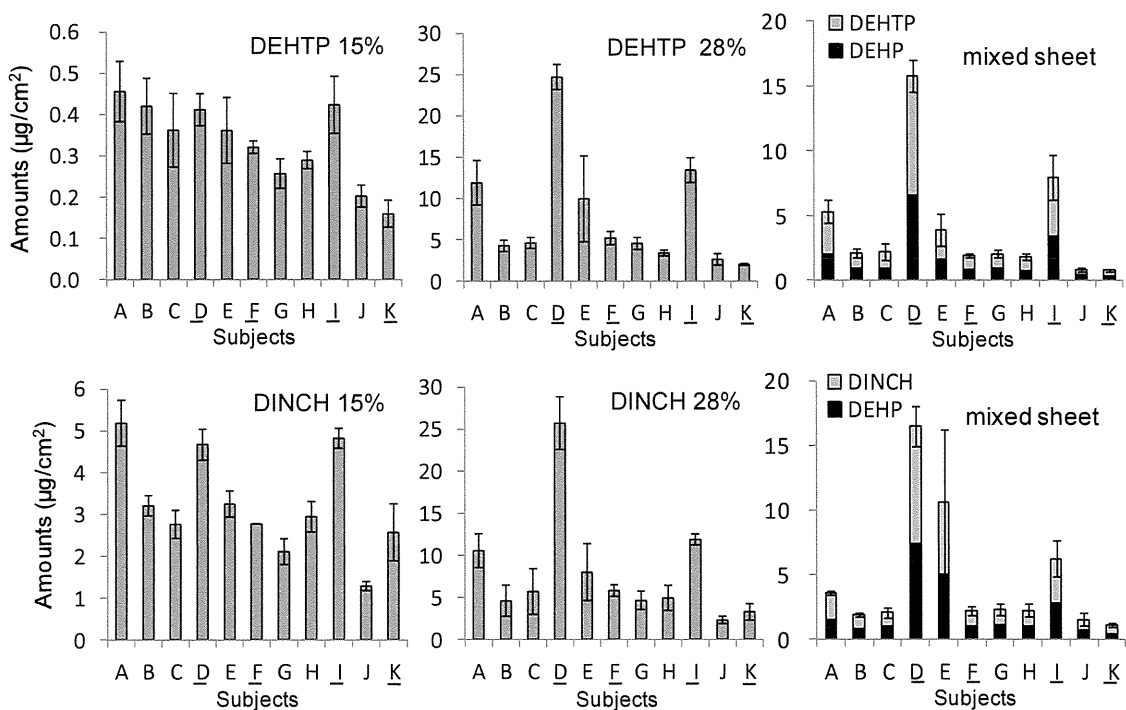 DEHTP 15%
Amounts (μg/cm²)
0.6
0.5
0.4
0.3
0.2
0.1
0.0
A B C D E F G H I J K
Subjects
DEHTP 28%
30
25
20
15
10
5
0
A B C D E F G H I J K
Subjects
DEHTP
DEHP
mixed sheet
20
15
10
5
0
A B C D E F G H I J K
Subjects
DINCH 15%
Amounts (μg/cm²)
6
5
4
3
2
1
0
A B C D E F G H I J K
Subjects
DINCH 28%
30
25
20
15
10
5
0
A B C D E F G H I J K
Subjects
DINCH
DEHP
mixed sheet
20
15
10
5
0
A B C D E F G H I J K
Subjects